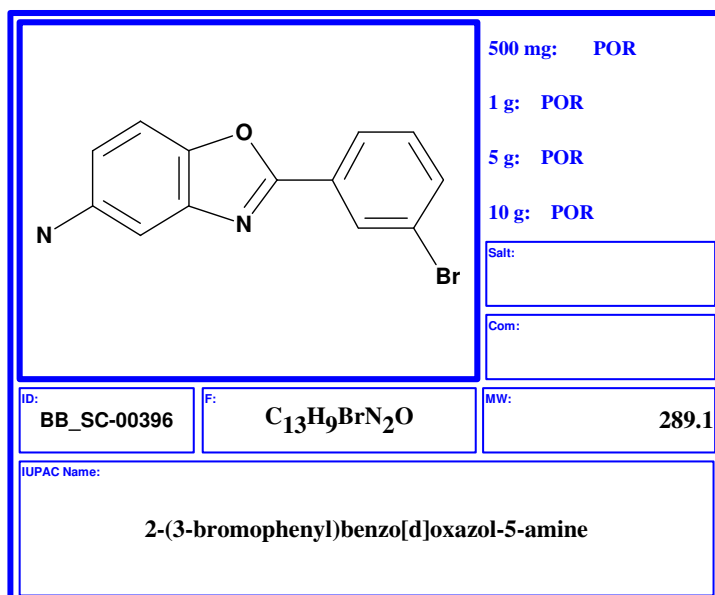 500 mg: POR
1 g: POR
5 g: POR
10 g: POR
O
N
N
Br
Salt:
Com:
ID:
BB_SC-00396
F:
C13H9BrN2O
MW:
289.1
IUPAC Name:
2-(3-bromophenyl)benzo[d]oxazol-5-amine